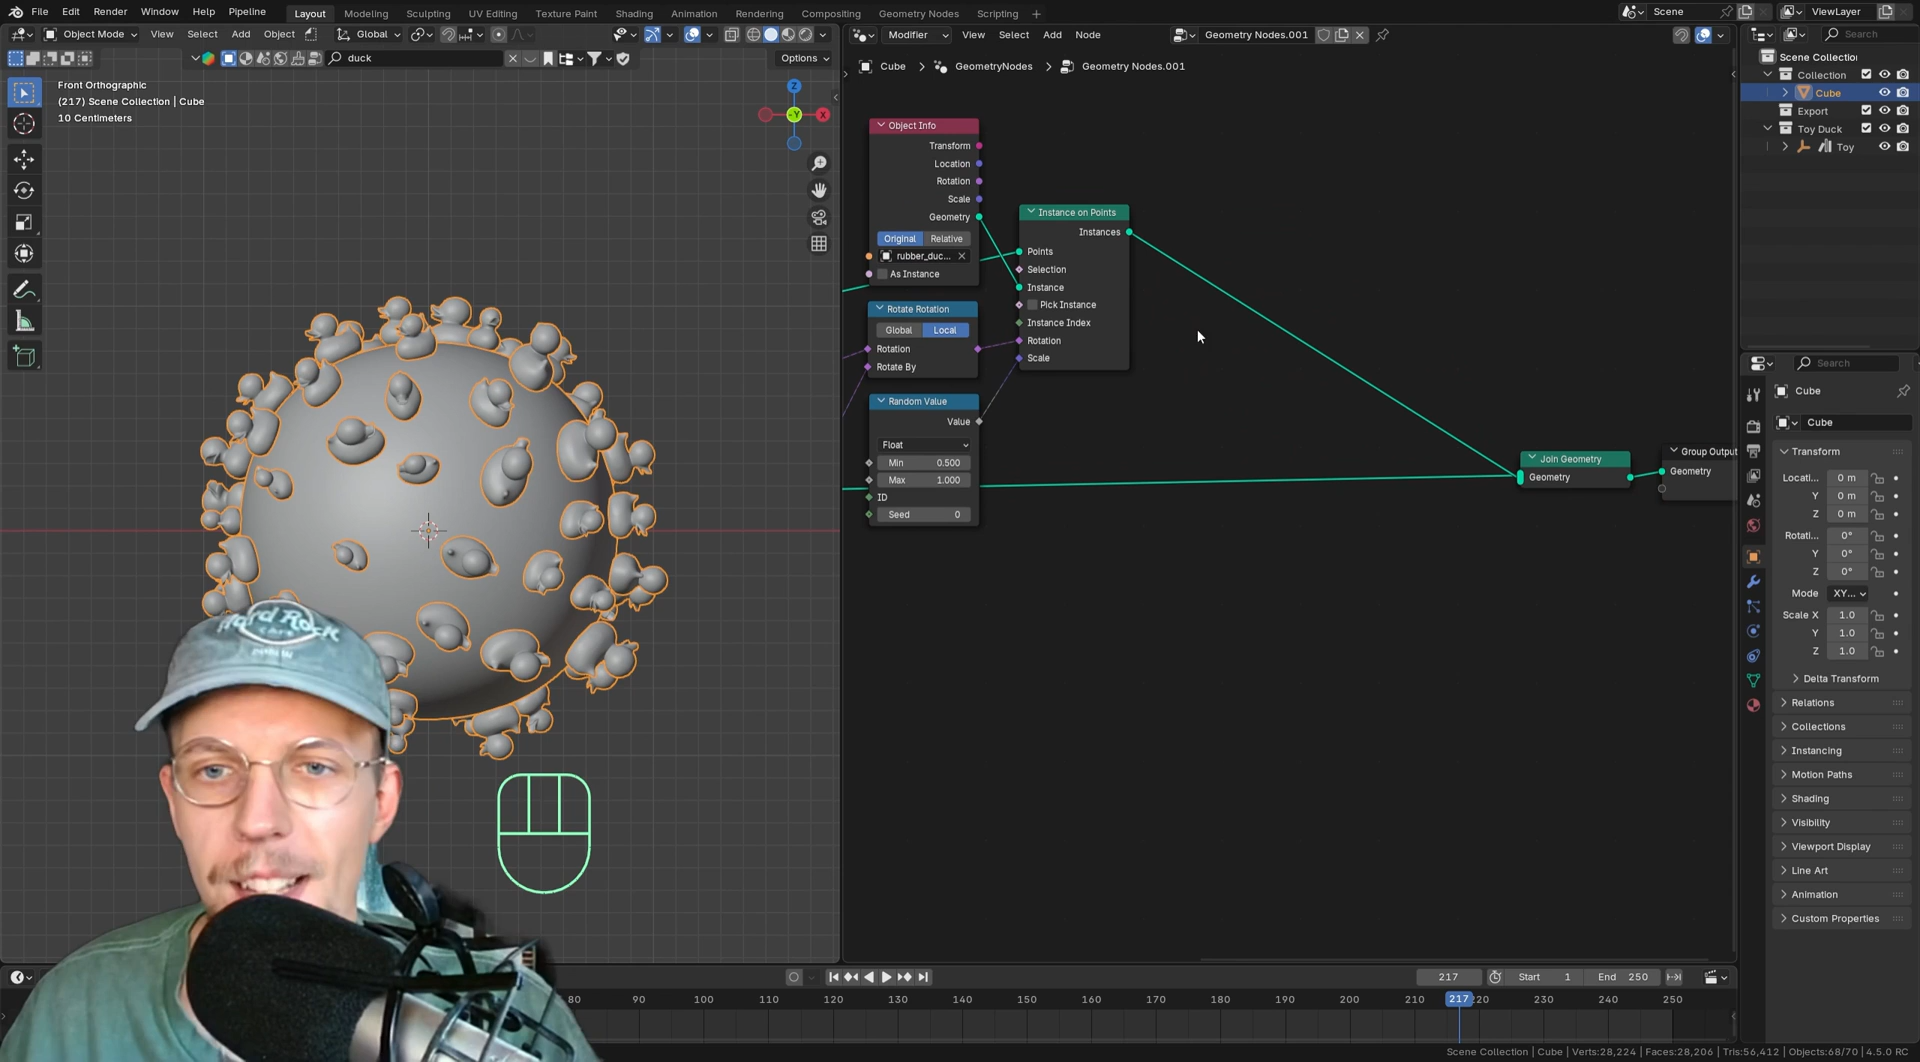 File Edit Render Window Help Pipeline Layout Modeling Sculpting UV Editing Texture Paint Shading Animation Rendering Compositing Geometry Nodes Scripting + Scene ViewLayer
Object Mode View Select Add Object Global Modifier View Select Add Node Geometry Nodes.001 Search
duck Options
Cube > GeometryNodes > Geometry Nodes.001
Front Orthographic
(217) Scene Collection | Cube
10 Centimeters
Z
-Y
X
Object Info
Transform
Location
Rotation
Scale
Geometry
Original Relative
rubber_duc...
As Instance
Rotate Rotation
Global Local
Rotation
Rotate By
Random Value
Value
Float
Min 0.500
Max 1.000
ID
Seed 0
Instance on Points
Instances
Points
Selection
Instance
Pick Instance
Instance Index
Rotation
Scale
Join Geometry
Geometry
Group Output
Geometry
Scene Collection
Collection
Cube
Export
Toy Duck
Toy
Search
Cube
Cube
Transform
Locati... 0 m
Y 0 m
Z 0 m
Rotati... 0°
Y 0°
Z 0°
Mode XY...
Scale X 1.0
Y 1.0
Z 1.0
Delta Transform
Relations
Collections
Instancing
Motion Paths
Shading
Visibility
Viewport Display
Line Art
Animation
Custom Properties
Hard Rock
CAFE
217 Start 1 End 250
80 90 100 110 120 130 140 150 160 170 180 190 200 210 217 220 230 240 250
Scene Collection | Cube | Verts:28,224 | Faces:28,206 | Tris:56,412 | Objects:68/70 | 4.5.0 RC